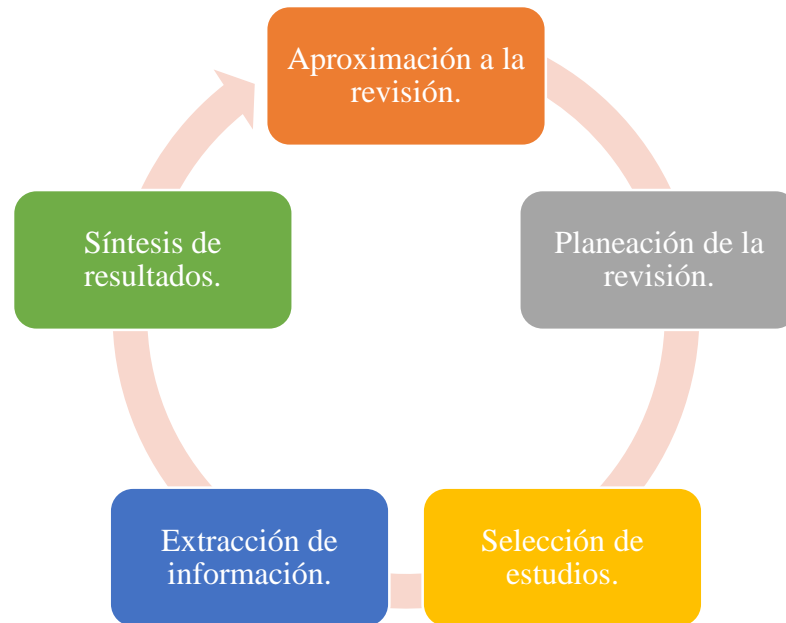 Aproximación a la
revisión.
Planeación de la
revisión.
Selección de
estudios.
Extracción de
información.
Síntesis de
resultados.